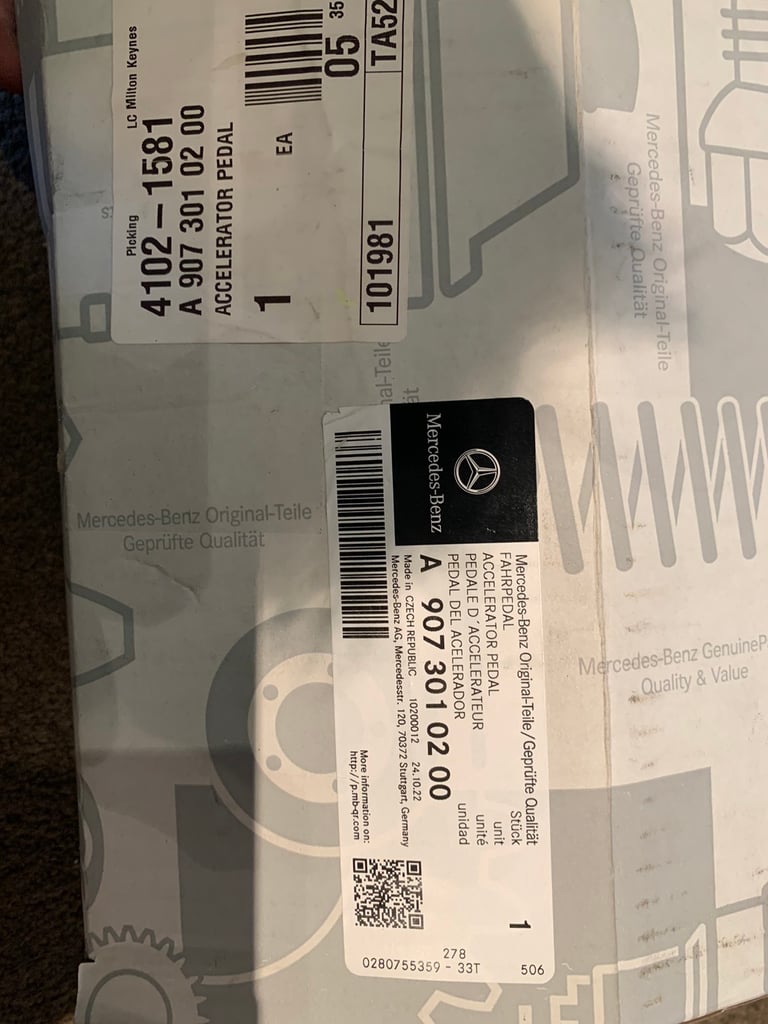 Picking LC Milton Keynes
4102-1581
A 907 301 02 00
ACCELERATOR PEDAL
1 EA
05 35
101981 TA52
Mercedes-Benz Original-Teile
Geprüfte Qualität
Mercedes-Benz Original-Teile
Geprüfte Qualität
Mercedes-Benz
Mercedes-Benz Original-Teile/Geprüfte Qualität
FAHRPEDAL Stück 1
ACCELERATOR PEDAL unit
PEDALE D´ACCELERATEUR unité
PEDAL DEL ACELERADOR unidad
A 907 301 02 00
Made in CZECH REPUBLIC 10200012 24.10.22
Mercedes-Benz AG, Mercedesstr. 120, 70372 Stuttgart, Germany
More information on:
http://p.mb-qr.com
506
278
0280755359 - 33T
Mercedes-Benz GenuineP
Quality & Value